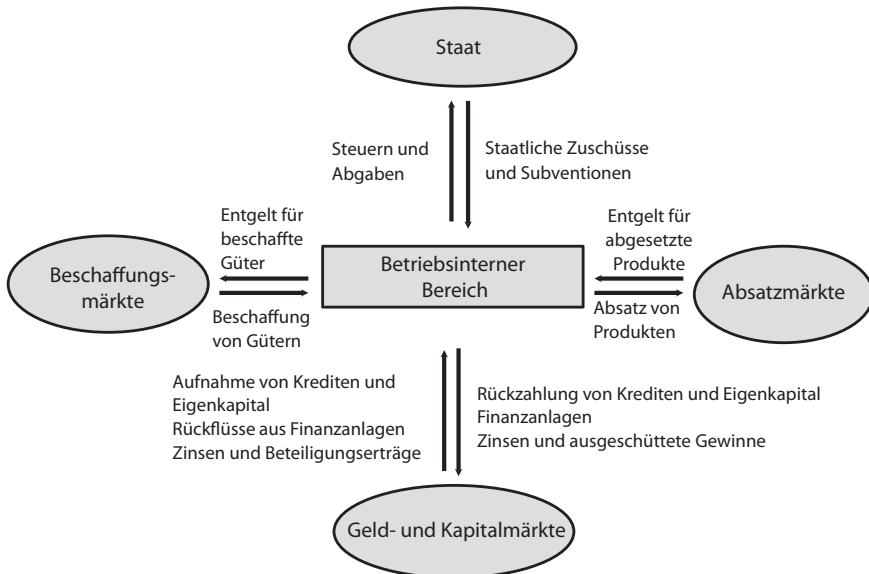 Staat
Steuern und
Abgaben
Staatliche Zuschüsse
und Subventionen
Entgelt für
beschaffte
Güter
Entgelt für
abgesetzte
Produkte
Beschaffungs-
märkte
Betriebsinterner
Bereich
Absatzmärkte
Beschaffung
von Gütern
Absatz von
Produkten
Aufnahme von Krediten und
Eigenkapital
Rückflüsse aus Finanzanlagen
Zinsen und Beteiligungserträge
Rückzahlung von Krediten und Eigenkapital
Finanzanlagen
Zinsen und ausgeschüttete Gewinne
Geld- und Kapitalmärkte